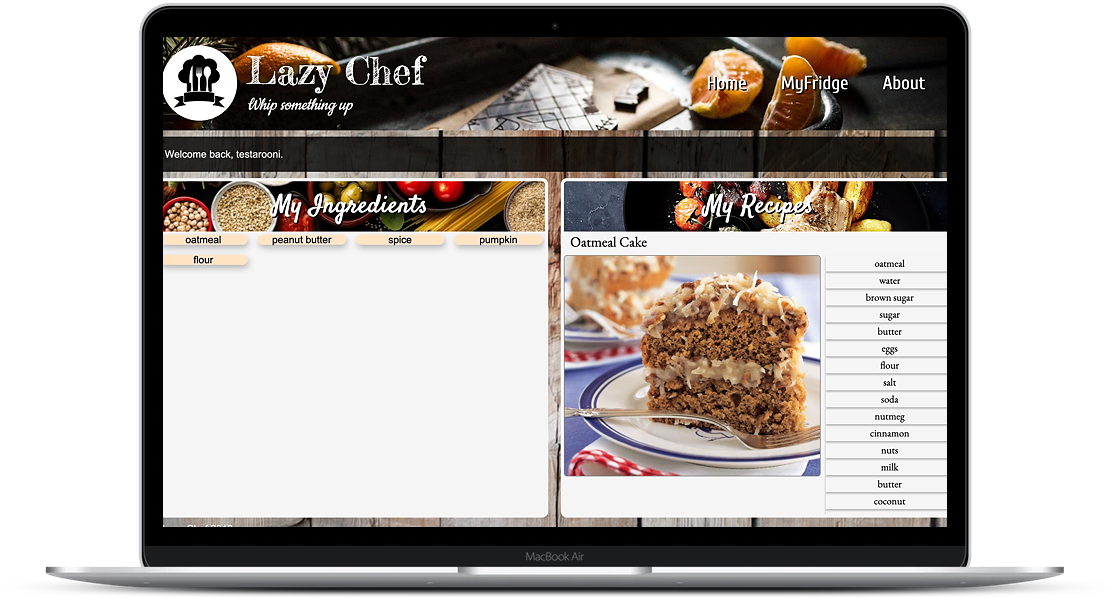 Lazy Chef
Whip something up
Home MyFridge About
Welcome back, testarooni.
My Ingredients
oatmeal peanut butter spice pumpkin
flour
My Recipes
Oatmeal Cake
oatmeal
water
brown sugar
sugar
butter
eggs
flour
salt
soda
nutmeg
cinnamon
nuts
milk
butter
coconut
MacBook Air